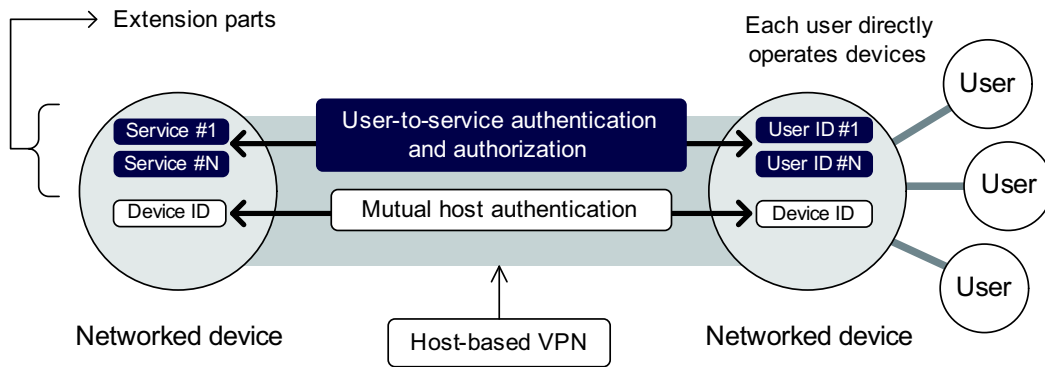 Extension parts
Each user directly
operates devices
User
Service #1
Service #N
Device ID
User-to-service authentication
and authorization
Mutual host authentication
User ID #1
User ID #N
Device ID
User
User
Networked device
Host-based VPN
Networked device